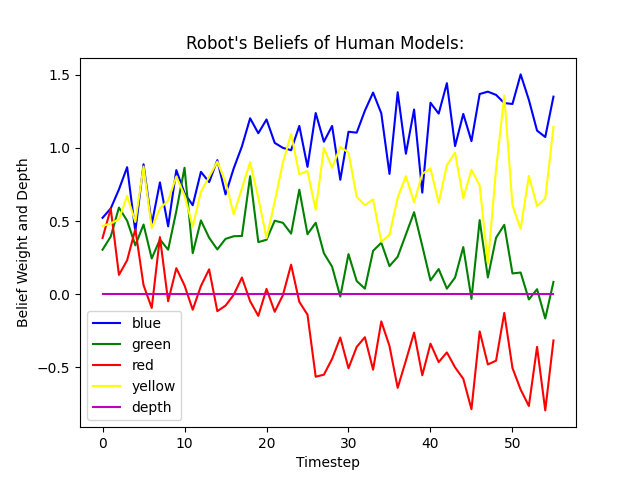 Robot's Beliefs of Human Models:
Belief Weight and Depth
1.5
1.0
0.5
0.0
−0.5
blue
green
red
yellow
depth
0 10 20 30 40 50
Timestep